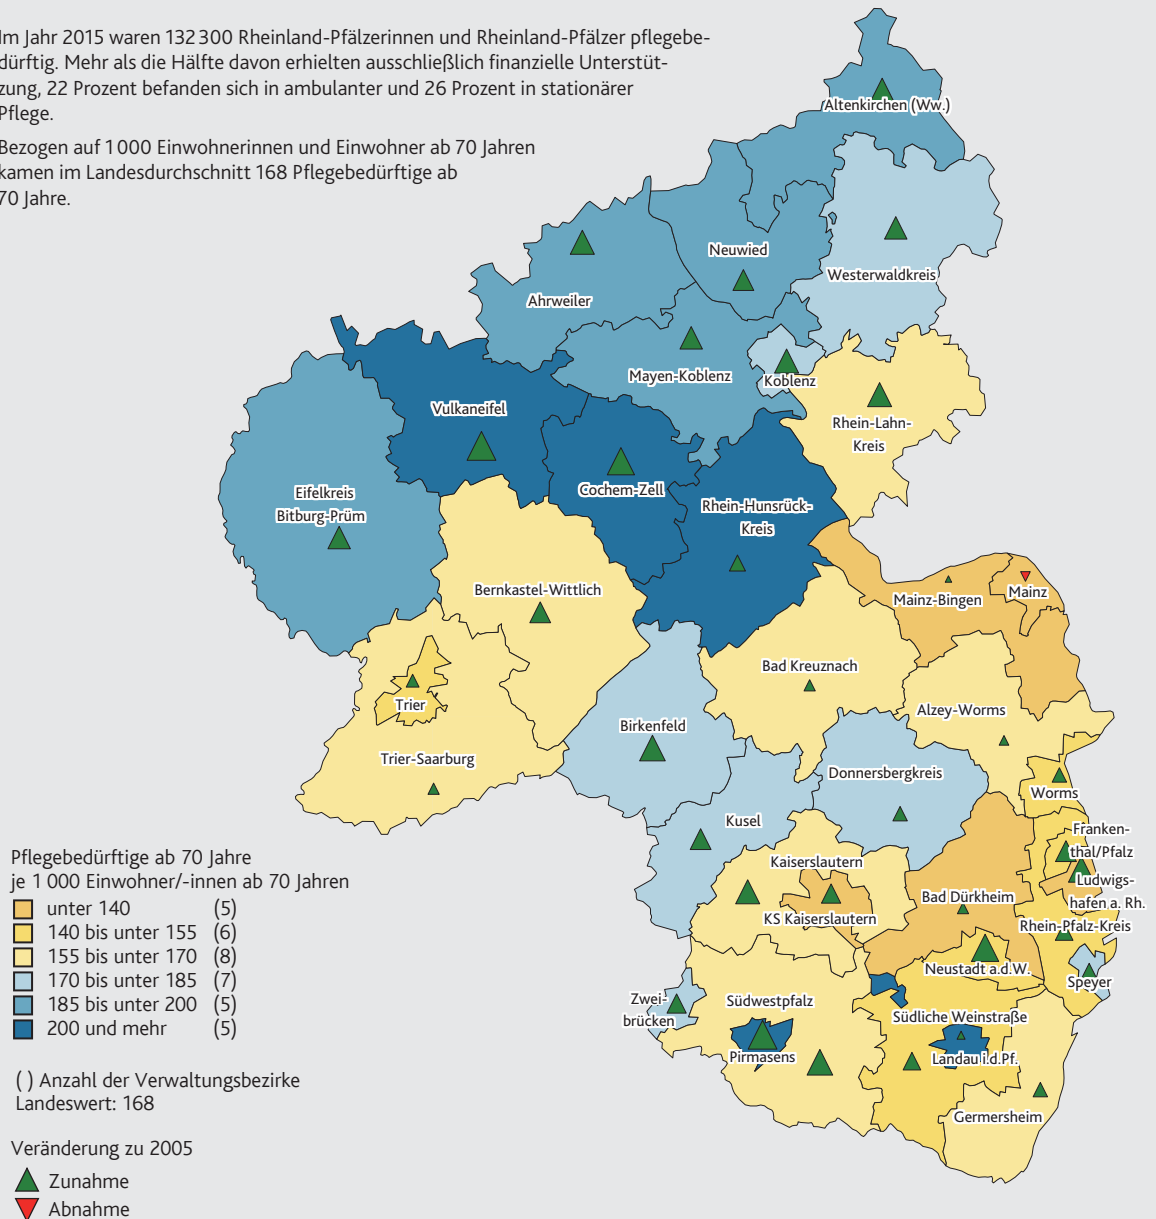 Im Jahr 2015 waren 132 300 Rheinland-Pfälzerinnen und Rheinland-Pfälzer pflegebe-
dürftig. Mehr als die Hälfte davon erhielten ausschließlich finanzielle Unterstüt-
zung, 22 Prozent befanden sich in ambulanter und 26 Prozent in stationärer
Pflege.
Bezogen auf 1 000 Einwohnerinnen und Einwohner ab 70 Jahren
kamen im Landesdurchschnitt 168 Pflegebedürftige ab
70 Jahre.
Altenkirchen (Ww.)
Neuwied
Westerwaldkreis
Ahrweiler
Mayen-Koblenz
Koblenz
Vulkaneifel
Rhein-Lahn-
Kreis
Cochem-Zell
Eifelkreis
Bitburg-Prüm
Rhein-Hunsrück-
Kreis
Bernkastel-Wittlich
Mainz-Bingen
Mainz
Bad Kreuznach
Trier
Alzey-Worms
Birkenfeld
Trier-Saarburg
Donnersbergkreis
Worms
Kusel
Franken-
thal/Pfalz
Kaiserslautern
Ludwigs-
hafen a. Rh.
Bad Dürkheim
KS Kaiserslautern
Rhein-Pfalz-Kreis
Neustadt a.d.W.
Speyer
Zwei-
brücken
Südwestpfalz
Südliche Weinstraße
Pirmasens
Landau i.d.Pf.
Germersheim
Pflegebedürftige ab 70 Jahre
je 1 000 Einwohner/-innen ab 70 Jahren
unter 140 (5)
140 bis unter 155 (6)
155 bis unter 170 (8)
170 bis unter 185 (7)
185 bis unter 200 (5)
200 und mehr (5)
( ) Anzahl der Verwaltungsbezirke
Landeswert: 168
Veränderung zu 2005
Zunahme
Abnahme